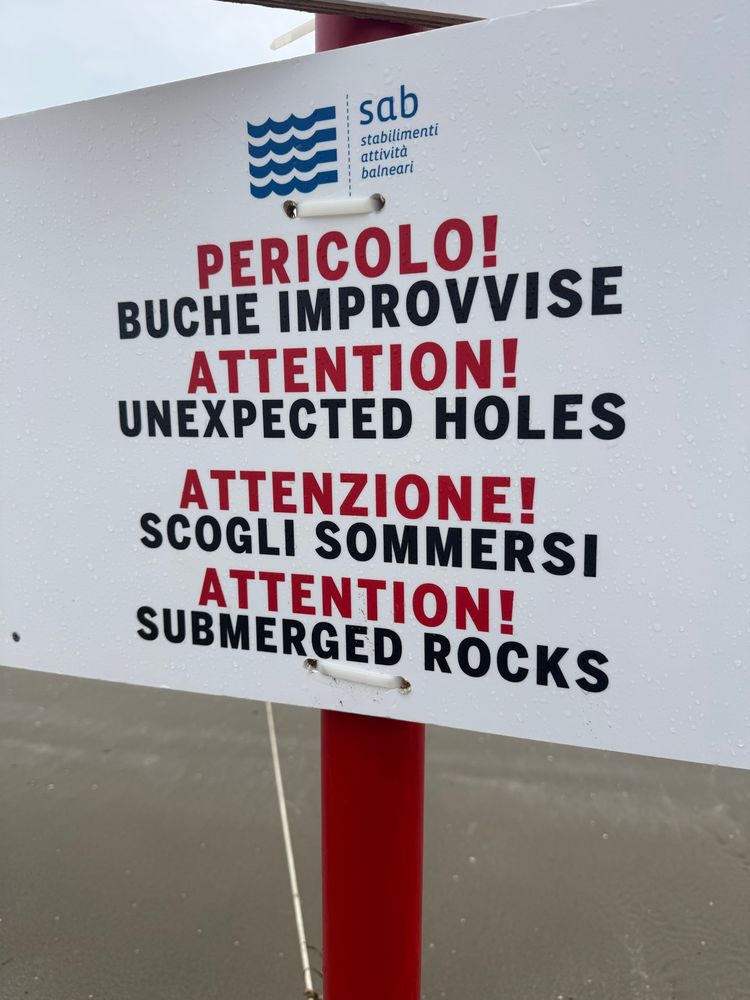 sab
stabilimenti
attività
balneari
PERICOLO!
BUCHE IMPROVVISE
ATTENTION!
UNEXPECTED HOLES
ATTENZIONE!
SCOGLI SOMMERSI
ATTENTION!
SUBMERGED ROCKS